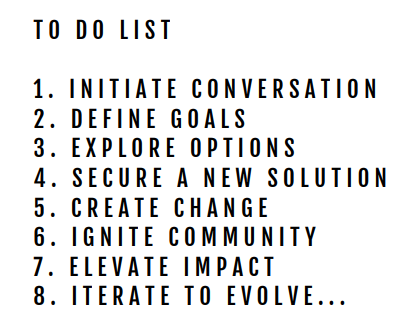 TO DO LIST
1. INITIATE CONVERSATION
2. DEFINE GOALS
3. EXPLORE OPTIONS
4. SECURE A NEW SOLUTION
5. CREATE CHANGE
6. IGNITE COMMUNITY
7. ELEVATE IMPACT
8. ITERATE TO EVOLVE...